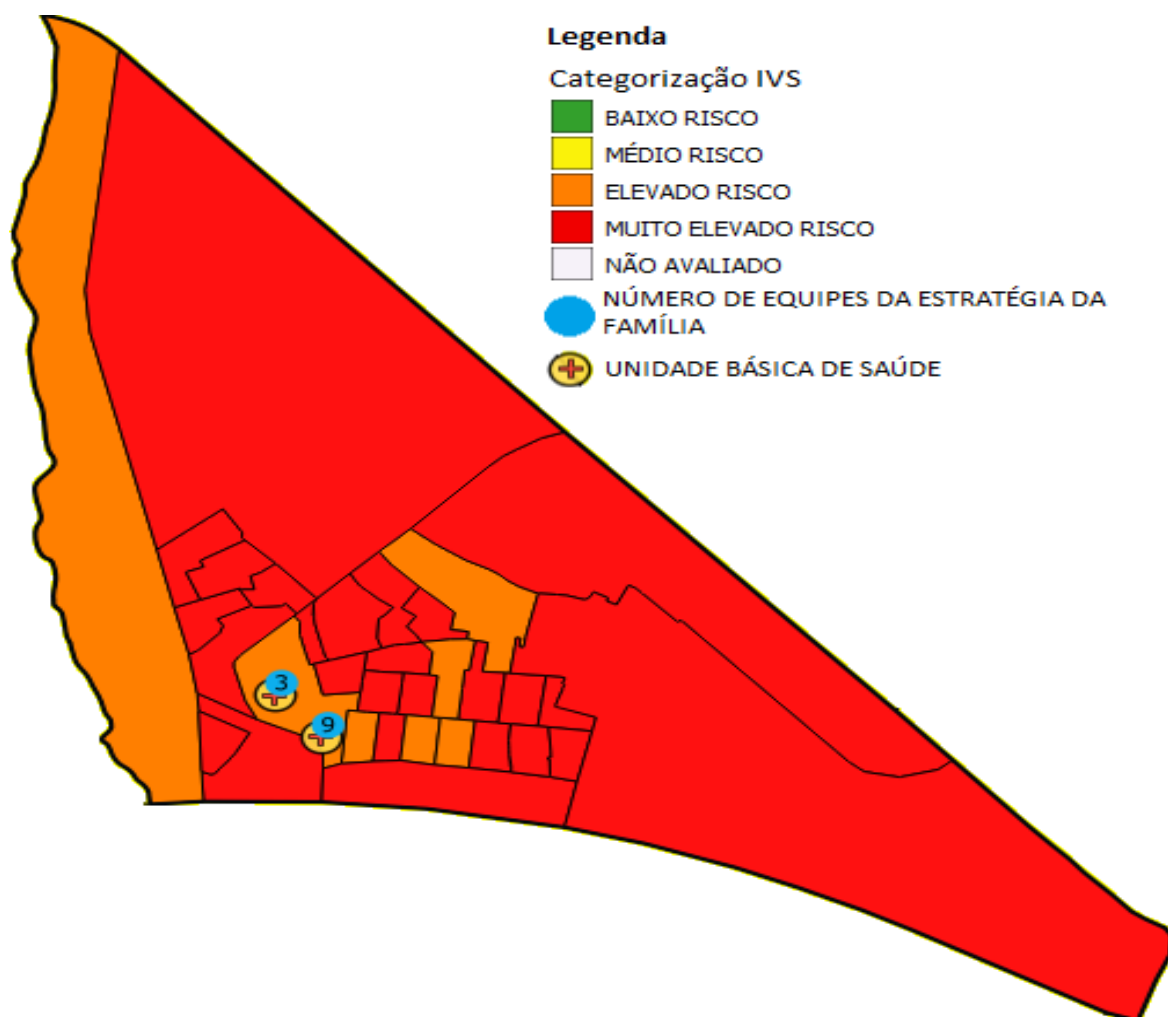 Legenda
Categorização IVS
BAIXO RISCO
MÉDIO RISCO
ELEVADO RISCO
MUITO ELEVADO RISCO
NÃO AVALIADO
NÚMERO DE EQUIPES DA ESTRATÉGIA DA
FAMÍLIA
UNIDADE BÁSICA DE SAÚDE
3
9